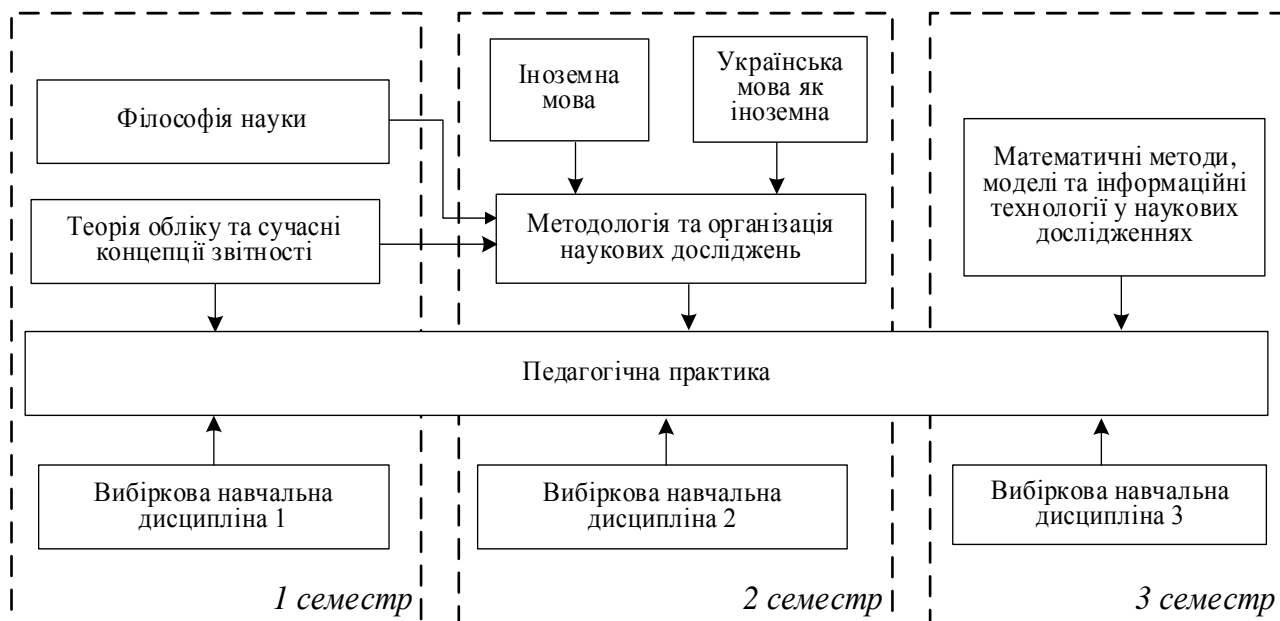 Філософія науки
Теорія обліку та сучасні
концепції звітності
Іноземна
мова
Українська
мова як
іноземна
Методологія та організація
наукових досліджень
Математичні методи,
моделі та інформаційні
технології у наукових
дослідженнях
Педагогічна практика
Вибіркова навчальна
дисципліна 1
Вибіркова навчальна
дисципліна 2
Вибіркова навчальна
дисципліна 3
1 семестр
2 семестр
3 семестр